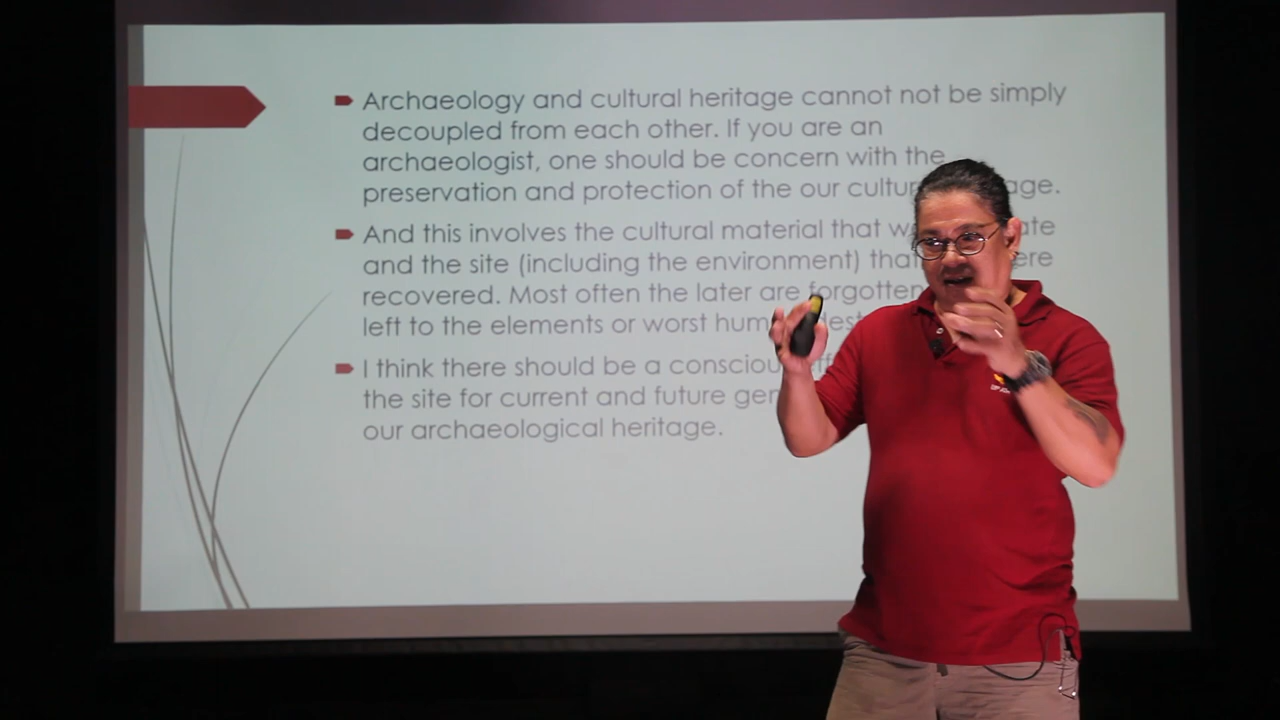 Archaeology and cultural heritage cannot not be simply
decoupled from each other. If you are an
archaeologist, one should be concern with the
preservation and protection of the our
And this involves the cultural material that
and the site (including the environment)
recovered. Most often the later are forgotten
left to the elements or worst
I think there should be a
the site for current and future
our archaeological heritage.